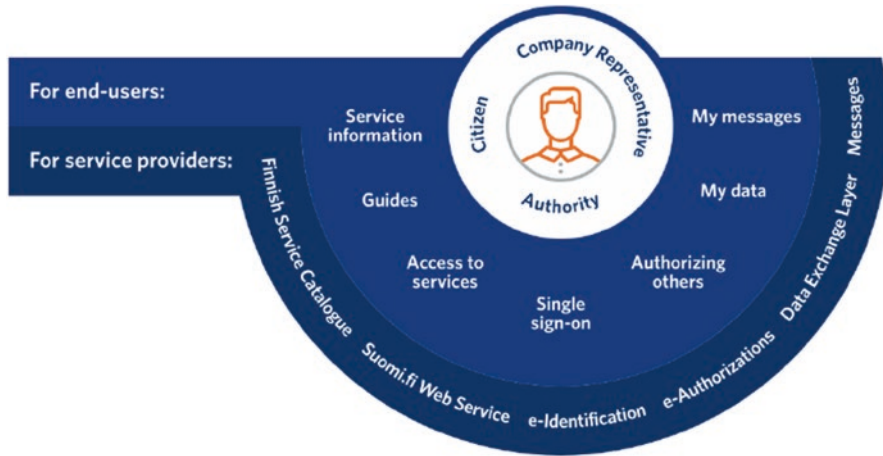 For end-users:
For service providers:
Citizen
Company Representative
Authority
Service
information
Guides
Access to
services
Single
sign-on
Authorizing
others
My data
My messages
Finnish Service Catalogue
Suomi.fi Web Service
e-Identification
e-Authorizations
Data Exchange Layer
Messages